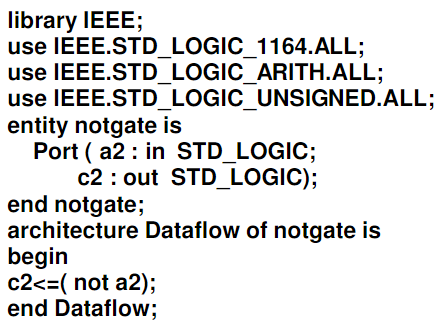 library IEEE;
use IEEE.STD_LOGIC_1164.ALL;
use IEEE.STD_LOGIC_ARITH.ALL;
use IEEE.STD_LOGIC_UNSIGNED.ALL;
entity notgate is
    Port ( a2 : in  STD_LOGIC;
           c2 : out  STD_LOGIC);
end notgate;
architecture Dataflow of notgate is
begin
c2<=( not a2);
end Dataflow;